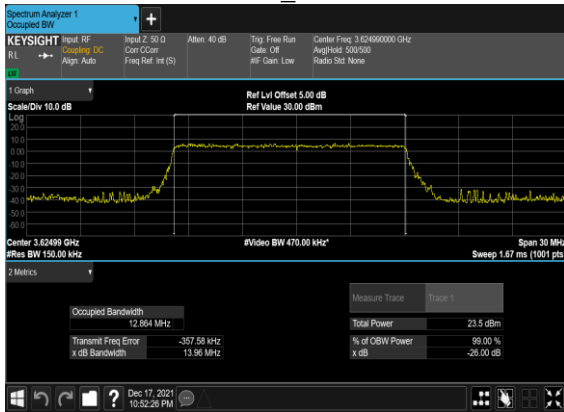 Spectrum Analyzer 1
Occupied BW
+
KEYSIGHT Input: RF Input Z: 50 Ω Atten: 40 dB Trig: Free Run Center Freq: 3.624990000 GHz
RL Coupling: DC Corr CCorr Gate: Off Avg|Hold: 500/500
Align: Auto Freq Ref: Int (S) #IF Gain: Low Radio Std: None
LXI
1 Graph
Ref Lvl Offset 5.00 dB
Scale/Div 10.0 dB Ref Value 30.00 dBm
Log
20.0
10.0
0.00
-10.0
-20.0
-30.0
-40.0
-50.0
-60.0
Center 3.62499 GHz #Video BW 470.00 kHz* Span 30 MHz
#Res BW 150.00 kHz Sweep 1.67 ms (1001 pts
2 Metrics
Measure Trace Trace 1
Occupied Bandwidth
12.864 MHz Total Power 23.5 dBm
Transmit Freq Error -357.58 kHz % of OBW Power 99.00 %
x dB Bandwidth 13.96 MHz x dB -26.00 dB
? Dec 17, 2021
10:52:26 PM